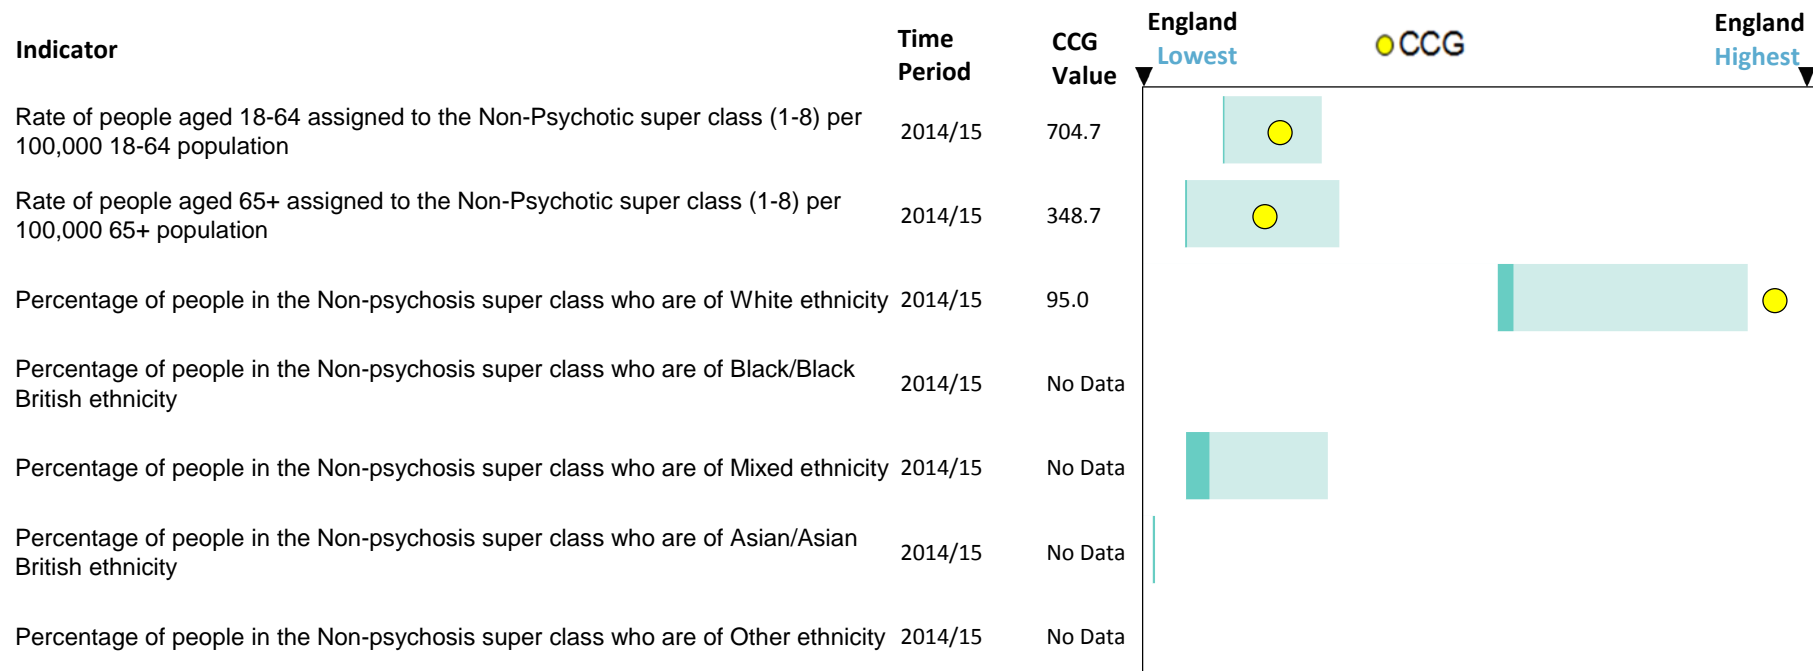 Indicator
Time
Period
CCG
Value
England
Lowest
CCG
England
Highest
Rate of people aged 18-64 assigned to the Non-Psychotic super class (1-8) per
100,000 18-64 population
2014/15
704.7
Rate of people aged 65+ assigned to the Non-Psychotic super class (1-8) per
100,000 65+ population
2014/15
348.7
Percentage of people in the Non-psychosis super class who are of White ethnicity
2014/15
95.0
Percentage of people in the Non-psychosis super class who are of Black/Black
British ethnicity
2014/15
No Data
Percentage of people in the Non-psychosis super class who are of Mixed ethnicity
2014/15
No Data
Percentage of people in the Non-psychosis super class who are of Asian/Asian
British ethnicity
2014/15
No Data
Percentage of people in the Non-psychosis super class who are of Other ethnicity
2014/15
No Data